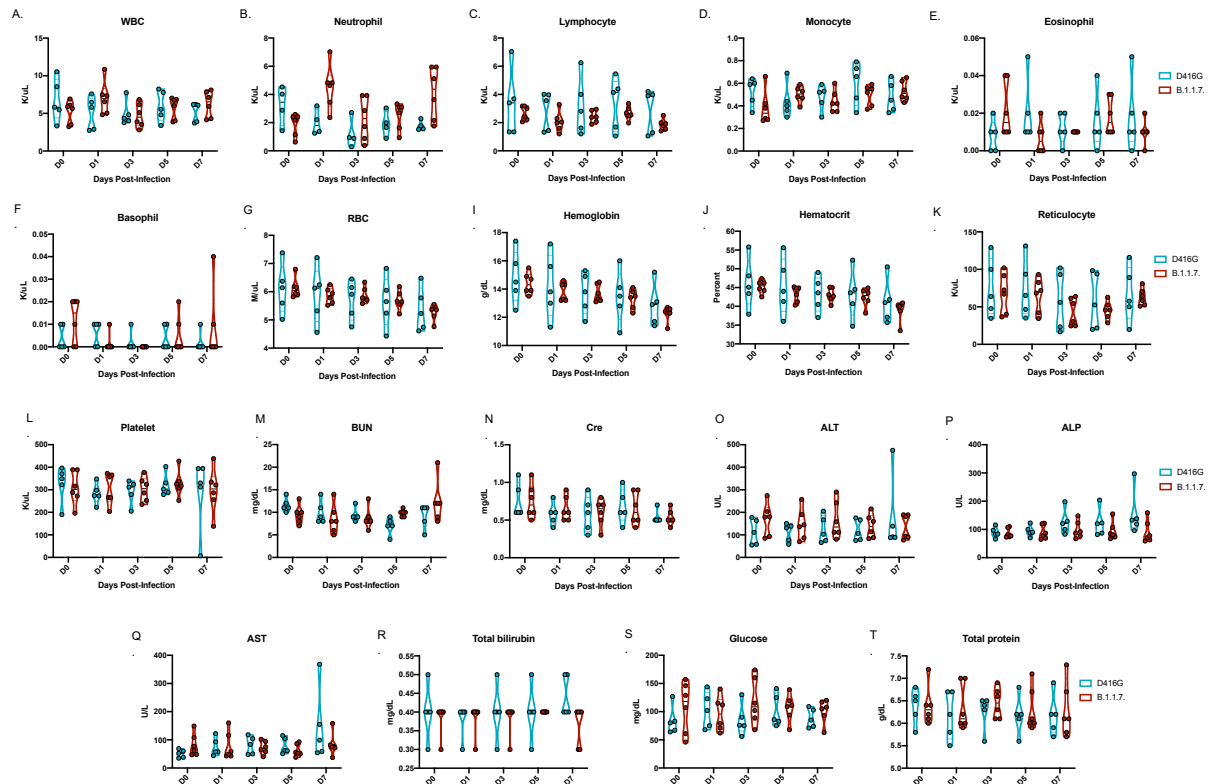 A.
WBC
K/uL
15
10
5
0
D0 D1 D3 D5 D7
Days Post-Infection
B.
Neutrophil
K/uL
8
6
4
2
0
D0 D1 D3 D5 D7
Days Post-Infection
C.
Lymphocyte
K/uL
8
6
4
2
0
D0 D1 D3 D5 D7
Days Post-Infection
D.
Monocyte
K/uL
1.0
0.8
0.6
0.4
0.2
0.0
D0 D1 D3 D5 D7
Days Post-Infection
E.
Eosinophil
K/uL
0.06
0.04
0.02
0.00
D0 D1 D3 D5 D7
Days Post-Infection
D416G
B.1.1.7.
F
.
Basophil
K/uL
0.05
0.04
0.03
0.02
0.01
0.00
D0 D1 D3 D5 D7
Days Post-Infection
G
.
RBC
M/uL
8
7
6
5
4
D0 D1 D3 D5 D7
Days Post-Infection
I
.
Hemoglobin
g/dL
18
16
14
12
10
D0 D1 D3 D5 D7
Days Post-Infection
J
.
Hematocrit
Percent
60
55
50
45
40
35
30
D0 D1 D3 D5 D7
Days Post-Infection
K
.
Reticulocyte
K/uL
150
100
50
0
D0 D1 D3 D5 D7
Days Post-Infection
D416G
B.1.1.7.
L
.
Platelet
Ku/uL
500
400
300
200
100
0
D0 D1 D3 D5 D7
Days Post-Infection
M
.
BUN
mg/dL
25
20
15
10
5
0
D0 D1 D3 D5 D7
Days Post-Infection
N
.
Cre
mg/dL
1.5
1.0
0.5
0.0
D0 D1 D3 D5 D7
Days Post-Infection
O
.
ALT
U/L
500
400
300
200
100
0
D0 D1 D3 D5 D7
Days Post-Infection
P
.
ALP
U/L
400
300
200
100
0
D0 D1 D3 D5 D7
Days Post-Infection
D416G
B.1.1.7.
Q
.
AST
U/L
400
300
200
100
0
D0 D1 D3 D5 D7
Days Post-Infection
R
.
Total bilirubin
mg/dL
0.55
0.50
0.45
0.40
0.35
0.30
0.25
D0 D1 D3 D5 D7
Days Post-Infection
S
.
Glucose
mg/dL
200
150
100
50
0
D0 D1 D3 D5 D7
Days Post-Infection
T
.
Total protein
g/dL
7.5
7.0
6.5
6.0
5.5
5.0
D0 D1 D3 D5 D7
Days Post-Infection
D416G
B.1.1.7.